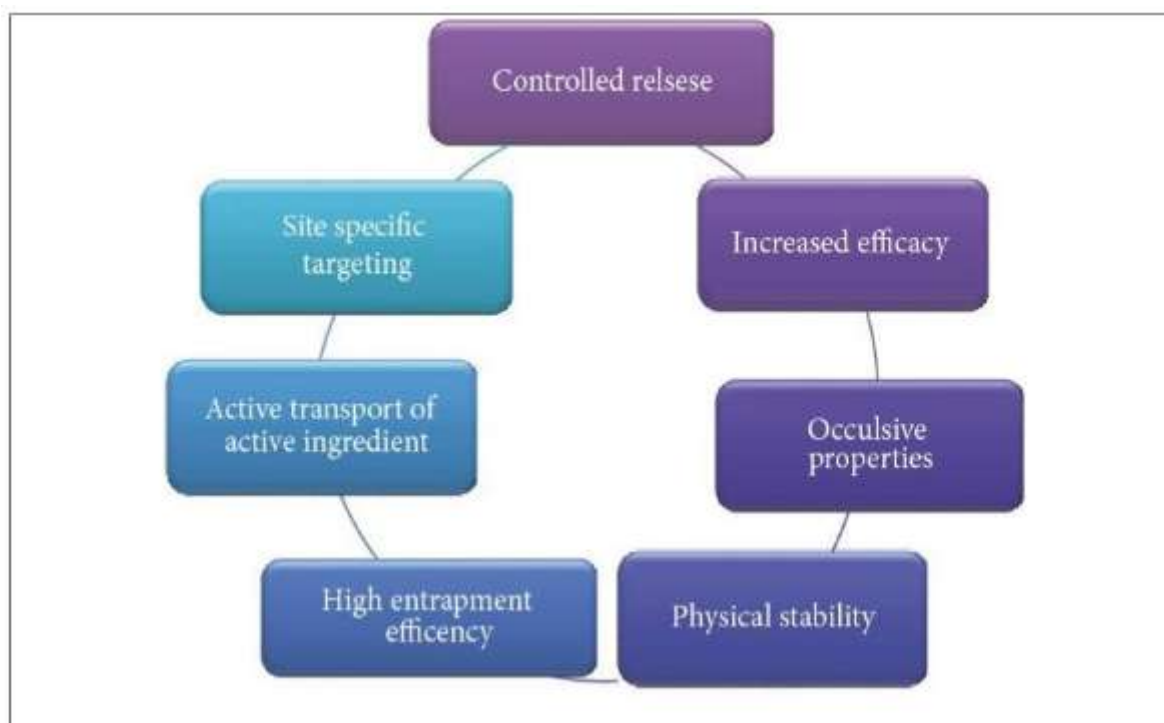 Controlled relsese
Increased efficacy
Occulsive
properties
Physical stability
High entrapment
efficency
Active transport of
active ingredient
Site specific
targeting